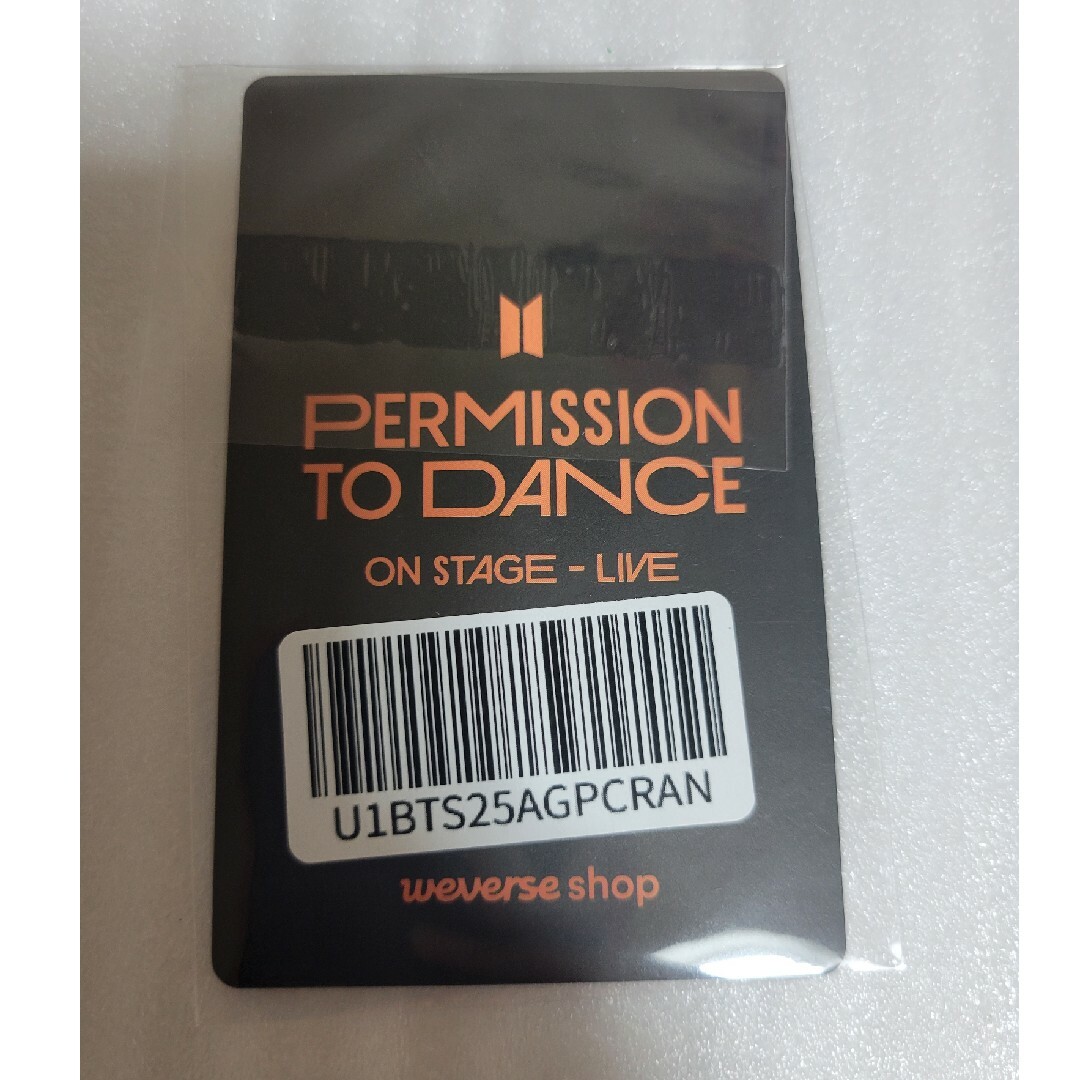 PERMISSION
TO DANCE
ON STAGE - LIVE
U1BTS25AGPCRAN
weverse shop